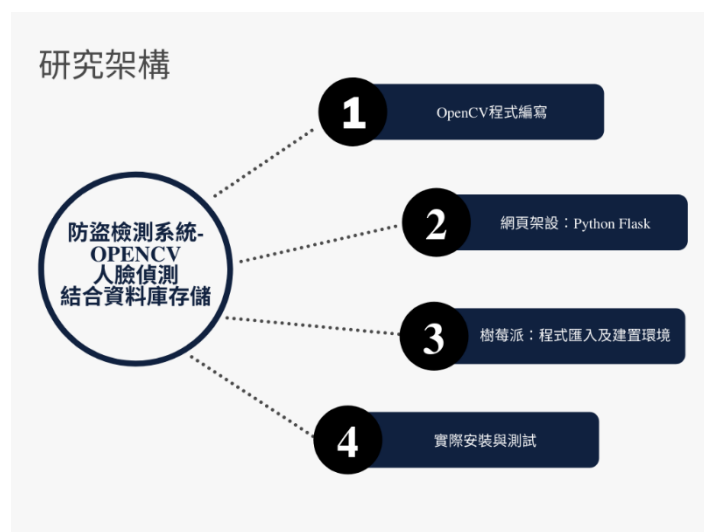 研究架構
防盜檢測系統-
OPENCV
人臉偵測
結合資料庫存儲
1
OpenCV程式編寫
2
網頁架設：Python Flask
3
樹莓派：程式匯入及建置環境
4
實際安裝與測試